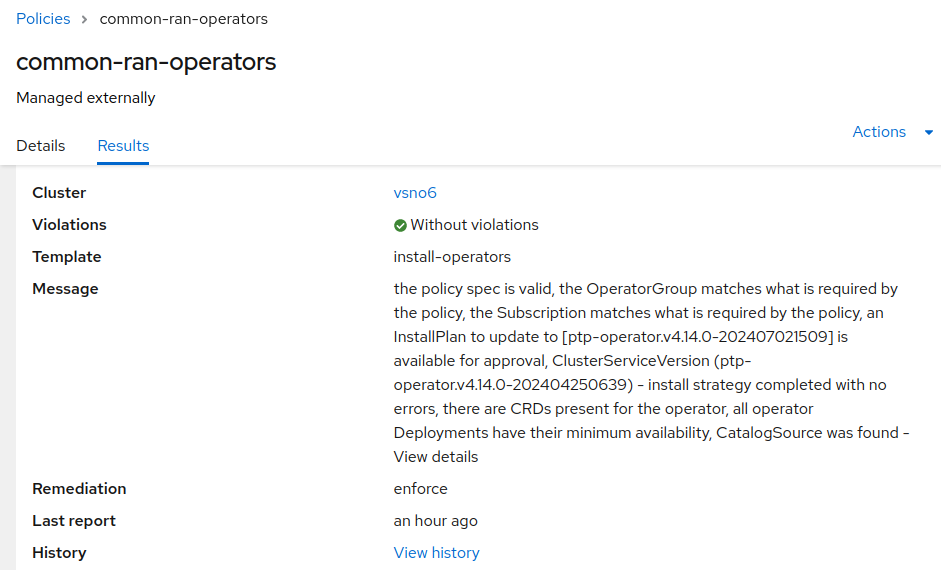 Policies > common-ran-operators
common-ran-operators
Managed externally
Actions
Details Results
Cluster vsno6
Violations Without violations
Template install-operators
Message the policy spec is valid, the OperatorGroup matches what is required by
the policy, the Subscription matches what is required by the policy, an
InstallPlan to update to [ptp-operator.v4.14.0-202407021509] is
available for approval, ClusterServiceVersion (ptp-
operator.v4.14.0-202404250639) - install strategy completed with no
errors, there are CRDs present for the operator, all operator
Deployments have their minimum availability, CatalogSource was found -
View details
Remediation enforce
Last report an hour ago
History View history